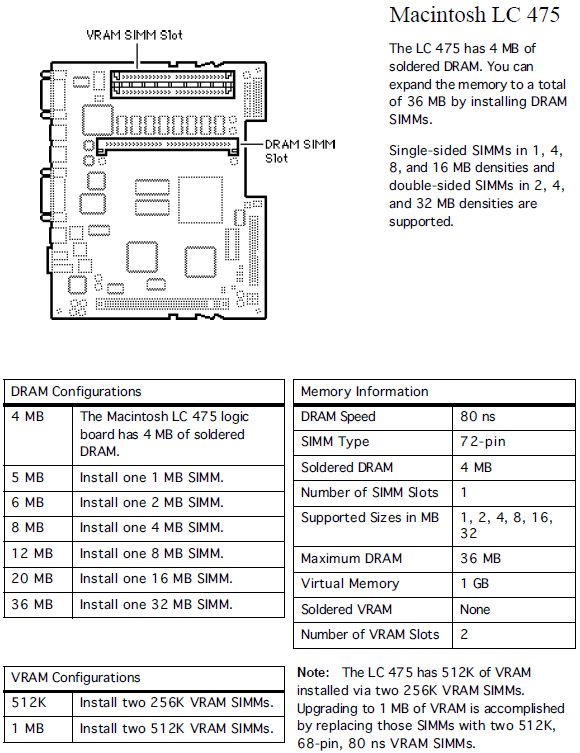 Macintosh LC 475
VRAM SIMM Slot
The LC 475 has 4 MB of
soldered DRAM. You can
expand the memory to a total
of 36 MB by installing DRAM
SIMMs.
DRAM SIMM
Slot
Single-sided SIMMs in 1, 4,
8, and 16 MB densities and
double-sided SIMMs in 2, 4,
and 32 MB densities are
supported.
DRAM Configurations
4 MB The Macintosh LC 475 logic
board has 4 MB of soldered
DRAM.
5 MB Install one 1 MB SIMM.
6 MB Install one 2 MB SIMM.
8 MB Install one 4 MB SIMM.
12 MB Install one 8 MB SIMM.
20 MB Install one 16 MB SIMM.
36 MB Install one 32 MB SIMM.
Memory Information
DRAM Speed 80 ns
SIMM Type 72-pin
Soldered DRAM 4 MB
Number of SIMM Slots 1
Supported Sizes in MB 1, 2, 4, 8, 16,
32
Maximum DRAM 36 MB
Virtual Memory 1 GB
Soldered VRAM None
Number of VRAM Slots 2
VRAM Configurations
512K Install two 256K VRAM SIMMs.
1 MB Install two 512K VRAM SIMMs.
Note: The LC 475 has 512K of VRAM
installed via two 256K VRAM SIMMs.
Upgrading to 1 MB of VRAM is accomplished
by replacing those SIMMs with two 512K,
68-pin, 80 ns VRAM SIMMs.